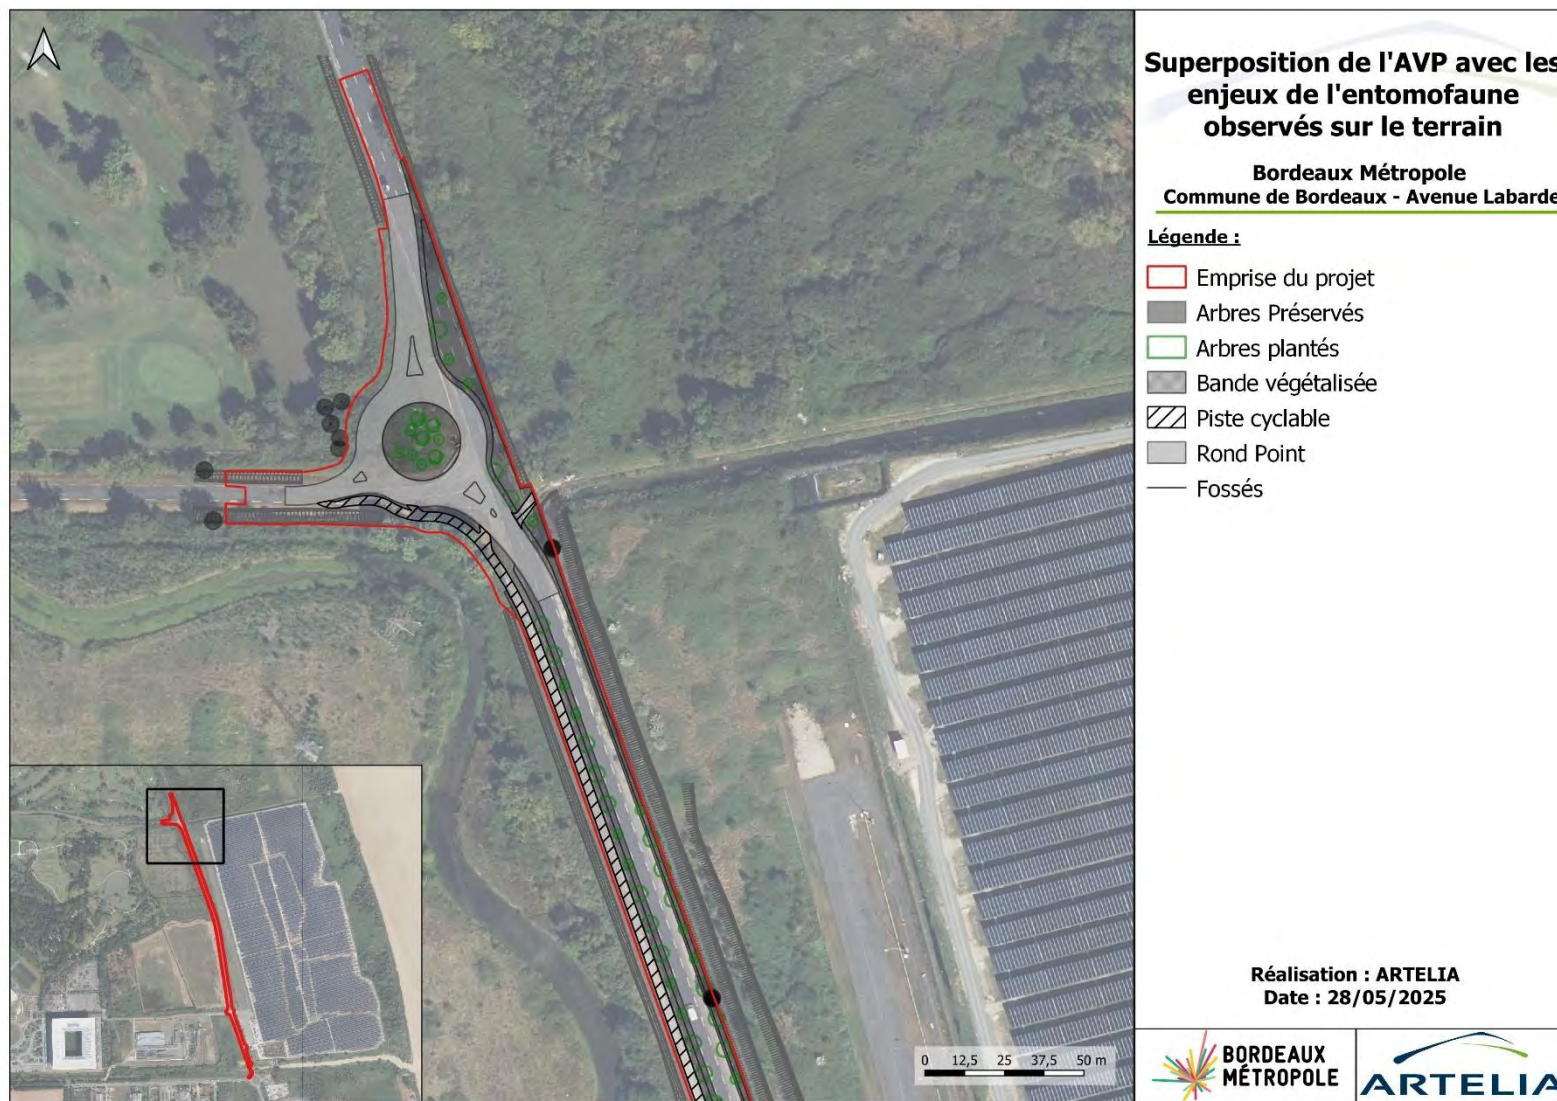 Superposition de l'AVP avec les
enjeux de l'entomofaune
observés sur le terrain
Bordeaux Métropole
Commune de Bordeaux - Avenue Labarde
Légende :
Emprise du projet
Arbres Préservés
Arbres plantés
Bande végétalisée
Piste cyclable
Rond Point
Fossés
Réalisation : ARTELIA
Date : 28/05/2025
0 12,5 25 37,5 50 m
BORDEAUX
MÉTROPOLE
ARTELIA